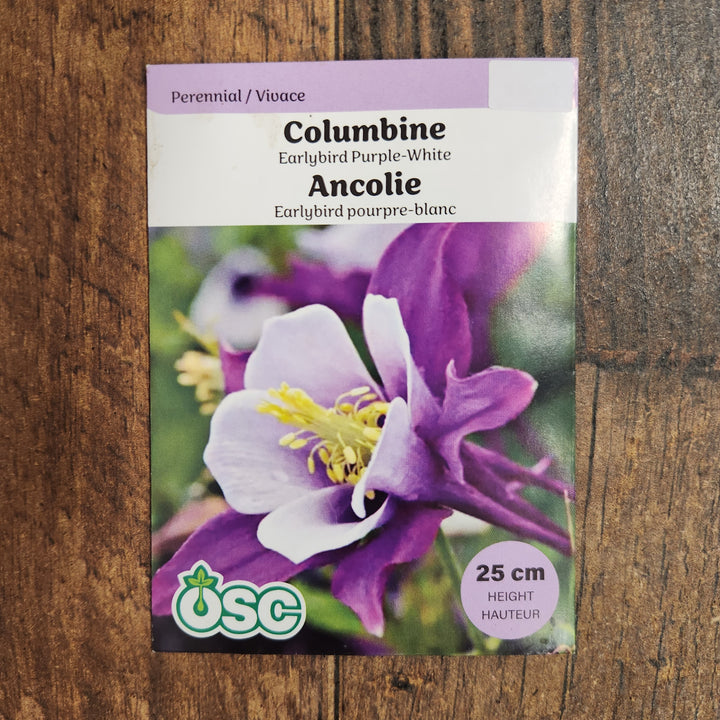 Perennial / Vivace
Columbine
Earlybird Purple-White
Ancolie
Earlybird pourpre-blanc
25 cm
HEIGHT
HAUTEUR
OSC